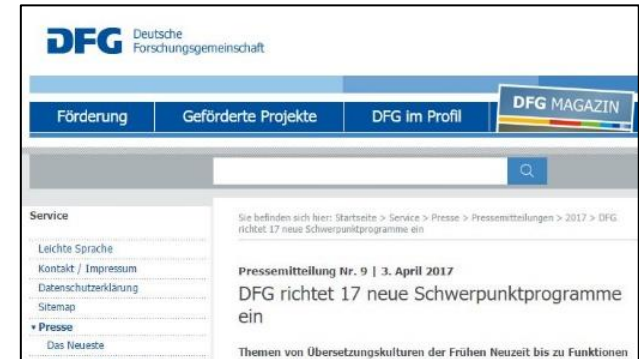 DFG Deutsche
Forschungsgemeinschaft
Förderung Geförderte Projekte DFG im Profil DFG MAGAZIN
Service
Leichte Sprache
Kontakt / Impressum
Datenschutzerklärung
Sitemap
Presse
Das Neueste
Sie befinden sich hier: Startseite > Service > Presse > Pressemitteilungen > 2017 > DFG
richtet 17 neue Schwerpunktprogramme ein
Pressemitteilung Nr. 9 | 3. April 2017
DFG richtet 17 neue Schwerpunktprogramme
ein
Themen von Übersetzungskulturen der Frühen Neuzeit bis zu Funktionen